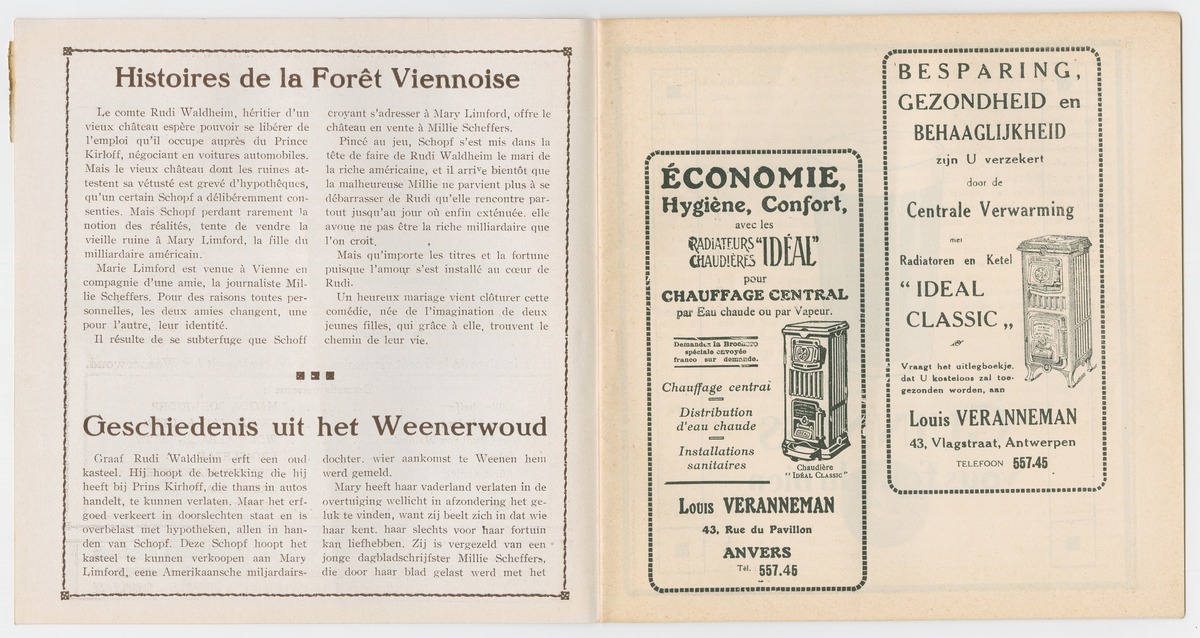 Histoires de la Forêt Viennoise
Le comte Rudi Waldheim, héritier d'un
vieux château espère pouvoir se libérer de
l'emploi qu'il occupe auprès du Prince
Kirloff, négociant en voitures automobiles.
Mais le vieux château dont les ruines at-
testent sa vétusté est grevé d'hypothêques,
qu'un certain Schopf a délibéremment con-
senties. Mais Schopf perdant rarement la
notion des réalités, tente de vendre la
vieille ruine à Mary Limford, la fille du
milliardaire américain.
Marie Limford est venue à Vienne en
compagnie d'une amie, la journaliste Mil-
lie Scheffers. Pour des raisons toutes per-
sonnelles, les deux amies changent, une
pour l'autre, leur identité.
Il résulte de se subterfuge que Schoff
croyant s'adresser à Mary Limford, offre le
château en vente à Millie Scheffers.
Pincé au jeu, Schopf s'est mis dans la
tête de faire de Rudi Waldheim le mari de
la riche américaine, et il arrive bientôt que
la malheureuse Millie ne parvient plus à se
débarrasser de Rudi qu'elle rencontre par-
tout jusqu'au jour où enfin exténuée. elle
avoue ne pas être la riche milliardaire que
l'on croit.
Mais qu'importe les titres et la fortune
puisque l'amour s'est installé au cœur de
Rudi.
Un heureux mariage vient clôturer cette
comédie, née de l'imagination de deux
jeunes filles, qui grâce à elle, trouvent le
chemin de leur vie.
Geschiedenis uit het Weenerwoud
Graaf Rudi Waldheim erft een oud
kasteel. Hij hoopt de betrekking die hij
heeft bij Prins Kirhoff, die thans in autos
handelt, te kunnen verlaten. Maar het erf-
goed verkeert in doorslechten staat en is
overbelast met hypotheken, allen in han-
den van Schopf. Deze Schopf hoopt het
kasteel te kunnen verkoopen aan Mary
Limford, eene Amerikaansche miljardairs-
dochter. wier aankomst te Weenen hem
werd gemeld.
Mary heeft haar vaderland verlaten in de
overtuiging wellicht in afzondering het ge-
luk te vinden, want zij beelt zich in dat wie
haar kent. haar slechts voor haar fortuin
kan liefhebben. Zij is vergezeld van een
jonge dagbladschrijfster Millie Scheffers,
die door haar blad gelast werd met het
ÉCONOMIE,
Hygiène, Confort,
avec les
RADIATEURS "IDÉAL"
CHAUDIÈRES
pour
CHAUFFAGE CENTRAL
par Eau chaude ou par Vapeur.
Demandez la Brochure
spéciale envoyée
franco sur demande.
Chauffage central
Distribution
d'eau chaude
Installations
sanitaires
Chaudière
"IDÉAL CLASSIC"
Louis VERANNEMAN
43, Rue du Pavillon
ANVERS
Tél. 557.45
BESPARING,
GEZONDHEID en
BEHAAGLIJKHEID
zijn U verzekert
door de
Centrale Verwarming
met
Radiatoren en Ketel
"IDEAL
CLASSIC„
Vraagt het uitlegboekje,
dat U kosteloos zal toe-
gezonden worden, aan
Louis VERANNEMAN
43, Vlagstraat, Antwerpen
TELEFOON 557.45